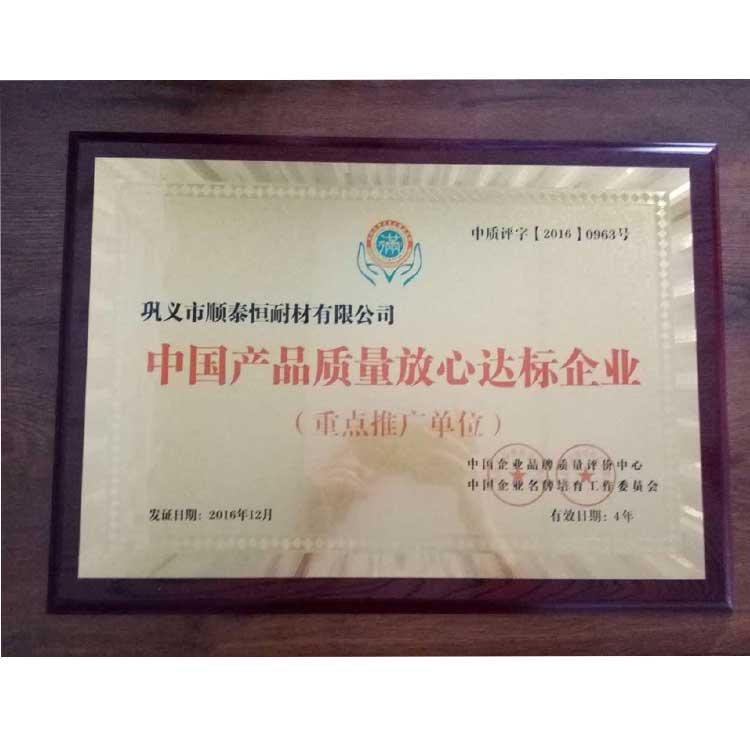 中质评字【2016】0963号
巩义市顺泰恒耐材有限公司
中国产品质量放心达标企业
（重点推广单位）
中国企业品牌质量评价中心
中国企业名牌培育工作委员会
发证日期：2016年12月
有效日期：4年